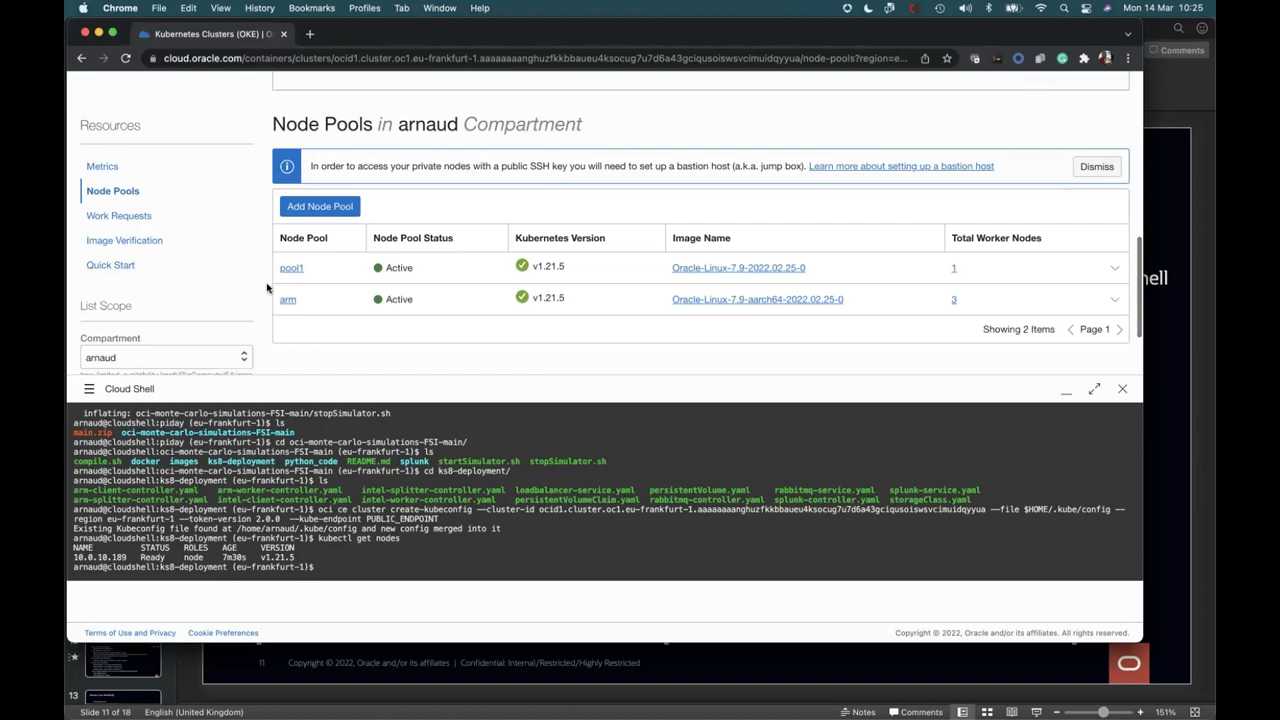 Chrome File Edit View History Bookmarks Profiles Tab Window Help Mon 14 Mar 10:25
Kubernetes Clusters (OKE) | O
cloud.oracle.com/containers/clusters/ocid1.cluster.oc1.eu-frankfurt-1.aaaaaaaanghuzfkkbbaueu4ksocug7u7d6a43gciqusoiswsvcimuidqyyua/node-pools?region=e...
Comments
Resources
Metrics
Node Pools
Work Requests
Image Verification
Quick Start
List Scope
Compartment
arnaud
Node Pools in arnaud Compartment
In order to access your private nodes with a public SSH key you will need to set up a bastion host (a.k.a. jump box). Learn more about setting up a bastion host
Dismiss
Add Node Pool
Node Pool Node Pool Status Kubernetes Version Image Name Total Worker Nodes
pool1 Active v1.21.5 Oracle-Linux-7.9-2022.02.25-0 1
arm Active v1.21.5 Oracle-Linux-7.9-aarch64-2022.02.25-0 3
Showing 2 Items Page 1
hell
Cloud Shell
inflating: oci-monte-carlo-simulations-FSI-main/stopSimulator.sh
arnaud@cloudshell:piday (eu-frankfurt-1)$ ls
main.zip oci-monte-carlo-simulations-FSI-main
arnaud@cloudshell:piday (eu-frankfurt-1)$ cd oci-monte-carlo-simulations-FSI-main/
arnaud@cloudshell:oci-monte-carlo-simulations-FSI-main (eu-frankfurt-1)$ ls
compile.sh docker images ks8-deployment python_code README.md splunk startSimulator.sh stopSimulator.sh
arnaud@cloudshell:oci-monte-carlo-simulations-FSI-main (eu-frankfurt-1)$ cd ks8-deployment/
arnaud@cloudshell:ks8-deployment (eu-frankfurt-1)$ ls
arm-client-controller.yaml arm-worker-controller.yaml intel-splitter-controller.yaml loadbalancer-service.yaml persistentVolume.yaml rabbitmq-service.yaml splunk-service.yaml
arm-splitter-controller.yaml intel-client-controller.yaml intel-worker-controller.yaml persistentVolumeClaim.yaml rabbitmq-controller.yaml splunk-controller.yaml storageClass.yaml
arnaud@cloudshell:ks8-deployment (eu-frankfurt-1)$ oci ce cluster create-kubeconfig --cluster-id ocid1.cluster.oc1.eu-frankfurt-1.aaaaaaaanghuzfkkbbaueu4ksocug7u7d6a43gciqusoiswsvcimuidqyyua --file $HOME/.kube/config --
region eu-frankfurt-1 --token-version 2.0.0 --kube-endpoint PUBLIC_ENDPOINT
Existing Kubeconfig file found at /home/arnaud/.kube/config and new config merged into it
arnaud@cloudshell:ks8-deployment (eu-frankfurt-1)$ kubectl get nodes
NAME STATUS ROLES AGE VERSION
10.0.10.189 Ready node 7m30s v1.21.5
arnaud@cloudshell:ks8-deployment (eu-frankfurt-1)$
Terms of Use and Privacy Cookie Preferences Copyright © 2022, Oracle and/or its affiliates. All rights reserved.
11 Copyright © 2022, Oracle and/or its affiliates | Confidential: Internal/Restricted/Highly Restricted
13
Slide 11 of 18 English (United Kingdom) Notes Comments 151%